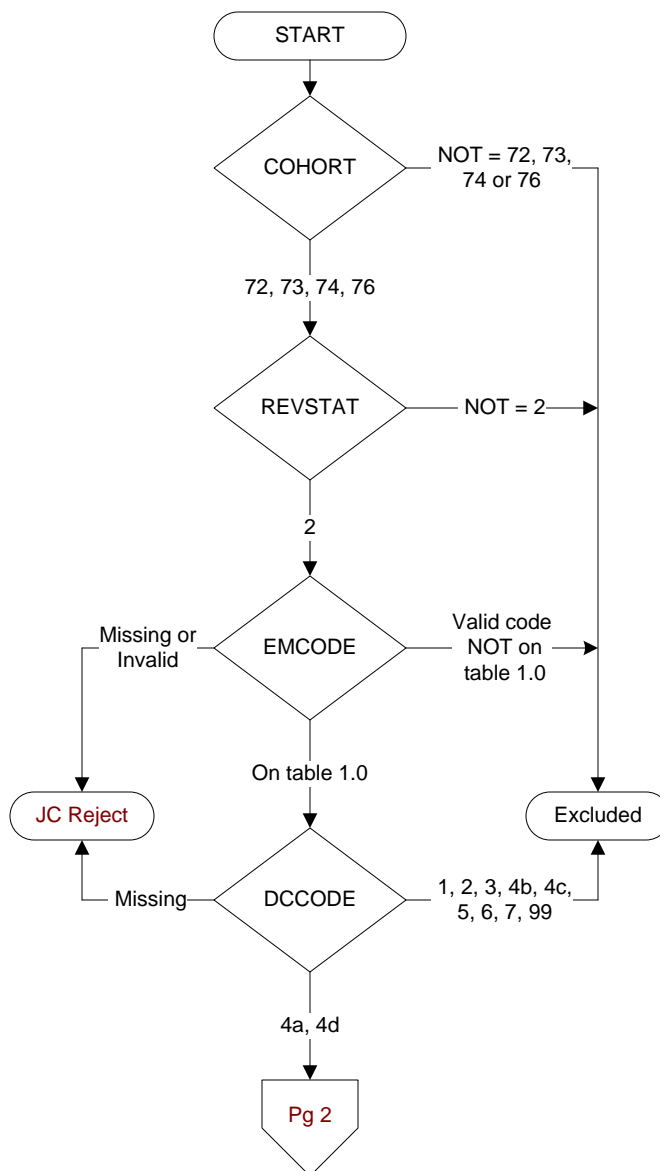 START
COHORT
NOT = 72, 73,
74 or 76
72, 73, 74, 76
REVSTAT
NOT = 2
2
Missing or
Invalid
EMCODE
Valid code
NOT on
table 1.0
On table 1.0
JC Reject
Excluded
Missing
DCCODE
1, 2, 3, 4b, 4c,
5, 6, 7, 99
4a, 4d
Pg 2